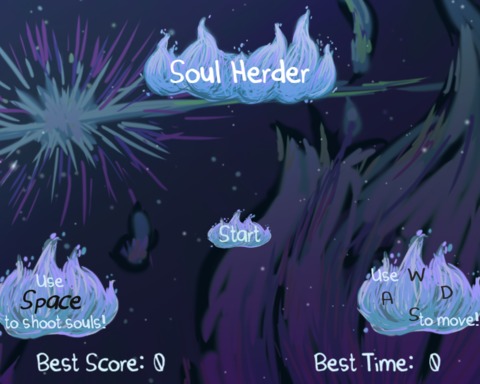 Soul Herder
Start
Use
Space
to shoot souls!
Use W
A D
S
to move!
Best Score: 0
Best Time: 0